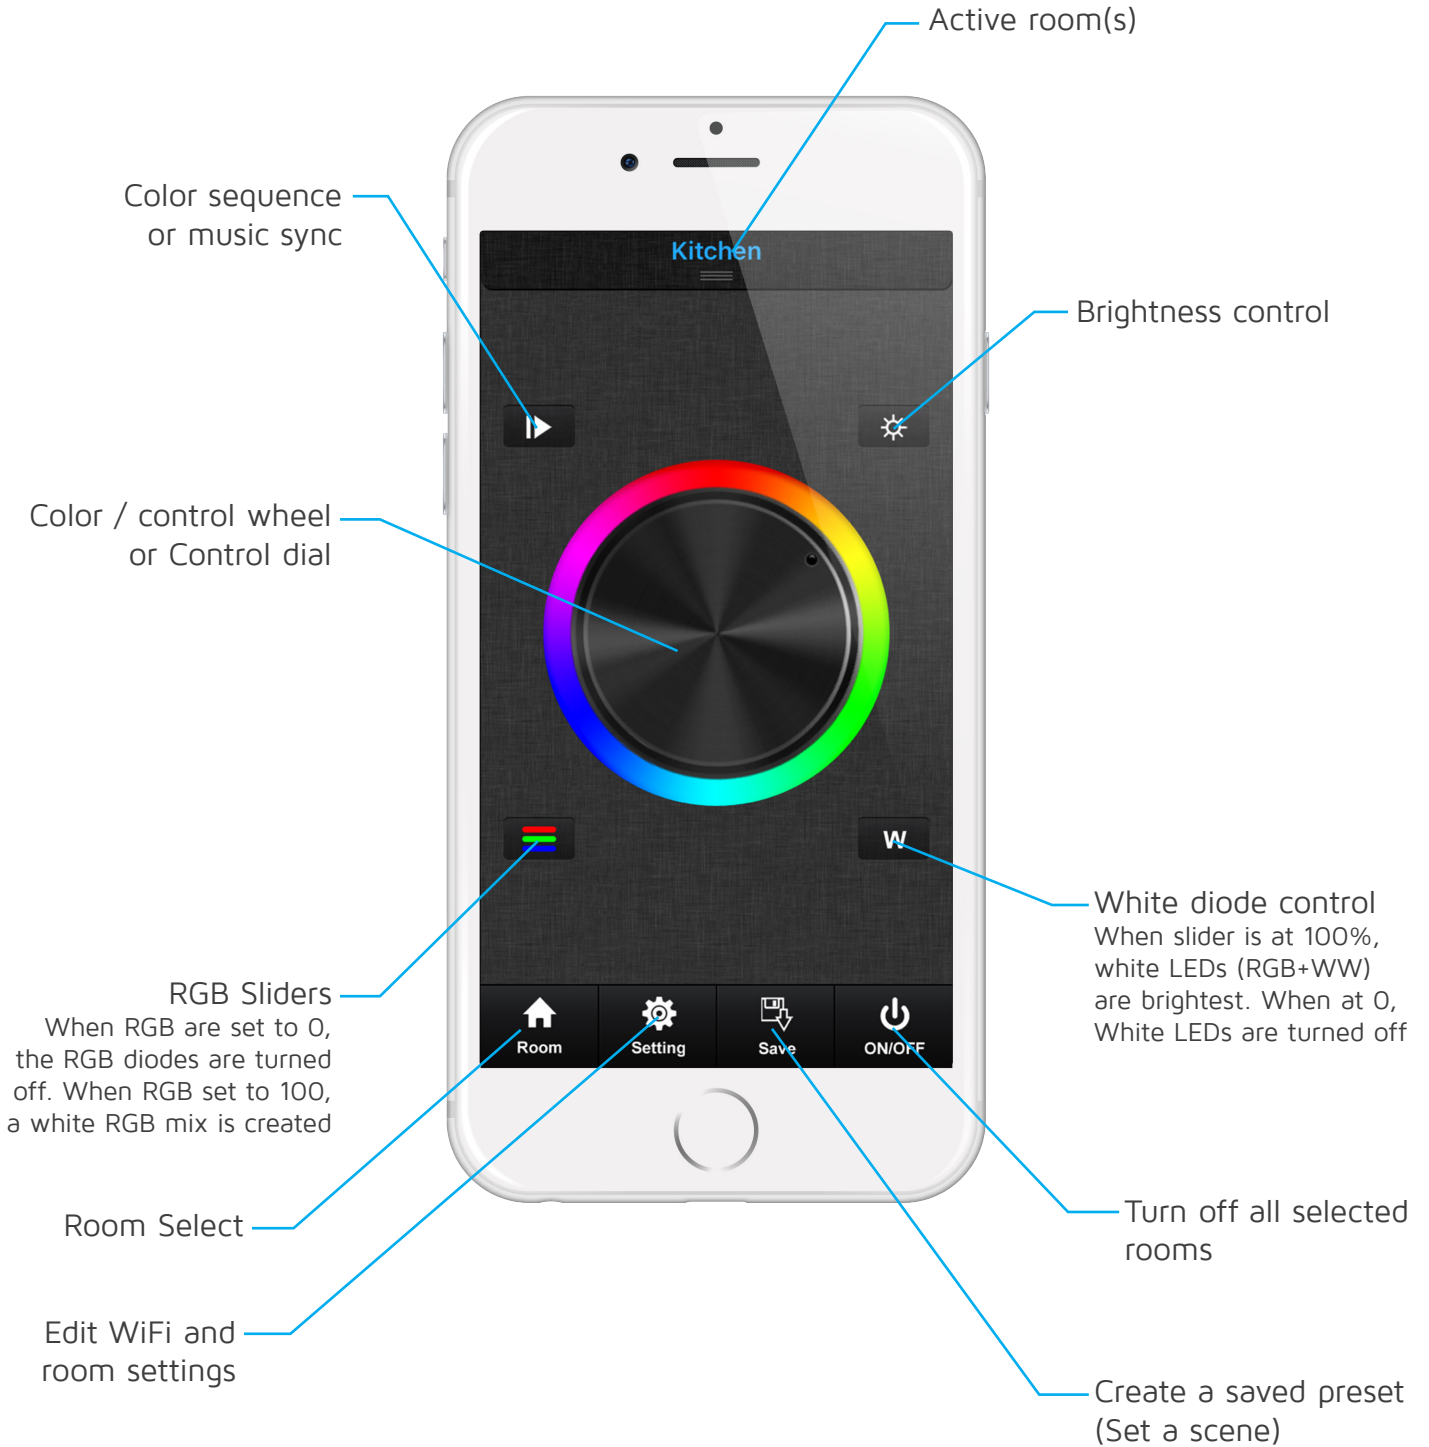 Active room(s)
Color sequence
or music sync
Kitchen
Brightness control
Color / control wheel
or Control dial
W
White diode control
When slider is at 100%,
white LEDs (RGB+WW)
are brightest. When at 0,
White LEDs are turned off
RGB Sliders
When RGB are set to 0,
the RGB diodes are turned
off. When RGB set to 100,
a white RGB mix is created
Room
Setting
Save
ON/OFF
Room Select
Turn off all selected
rooms
Edit WiFi and
room settings
Create a saved preset
(Set a scene)